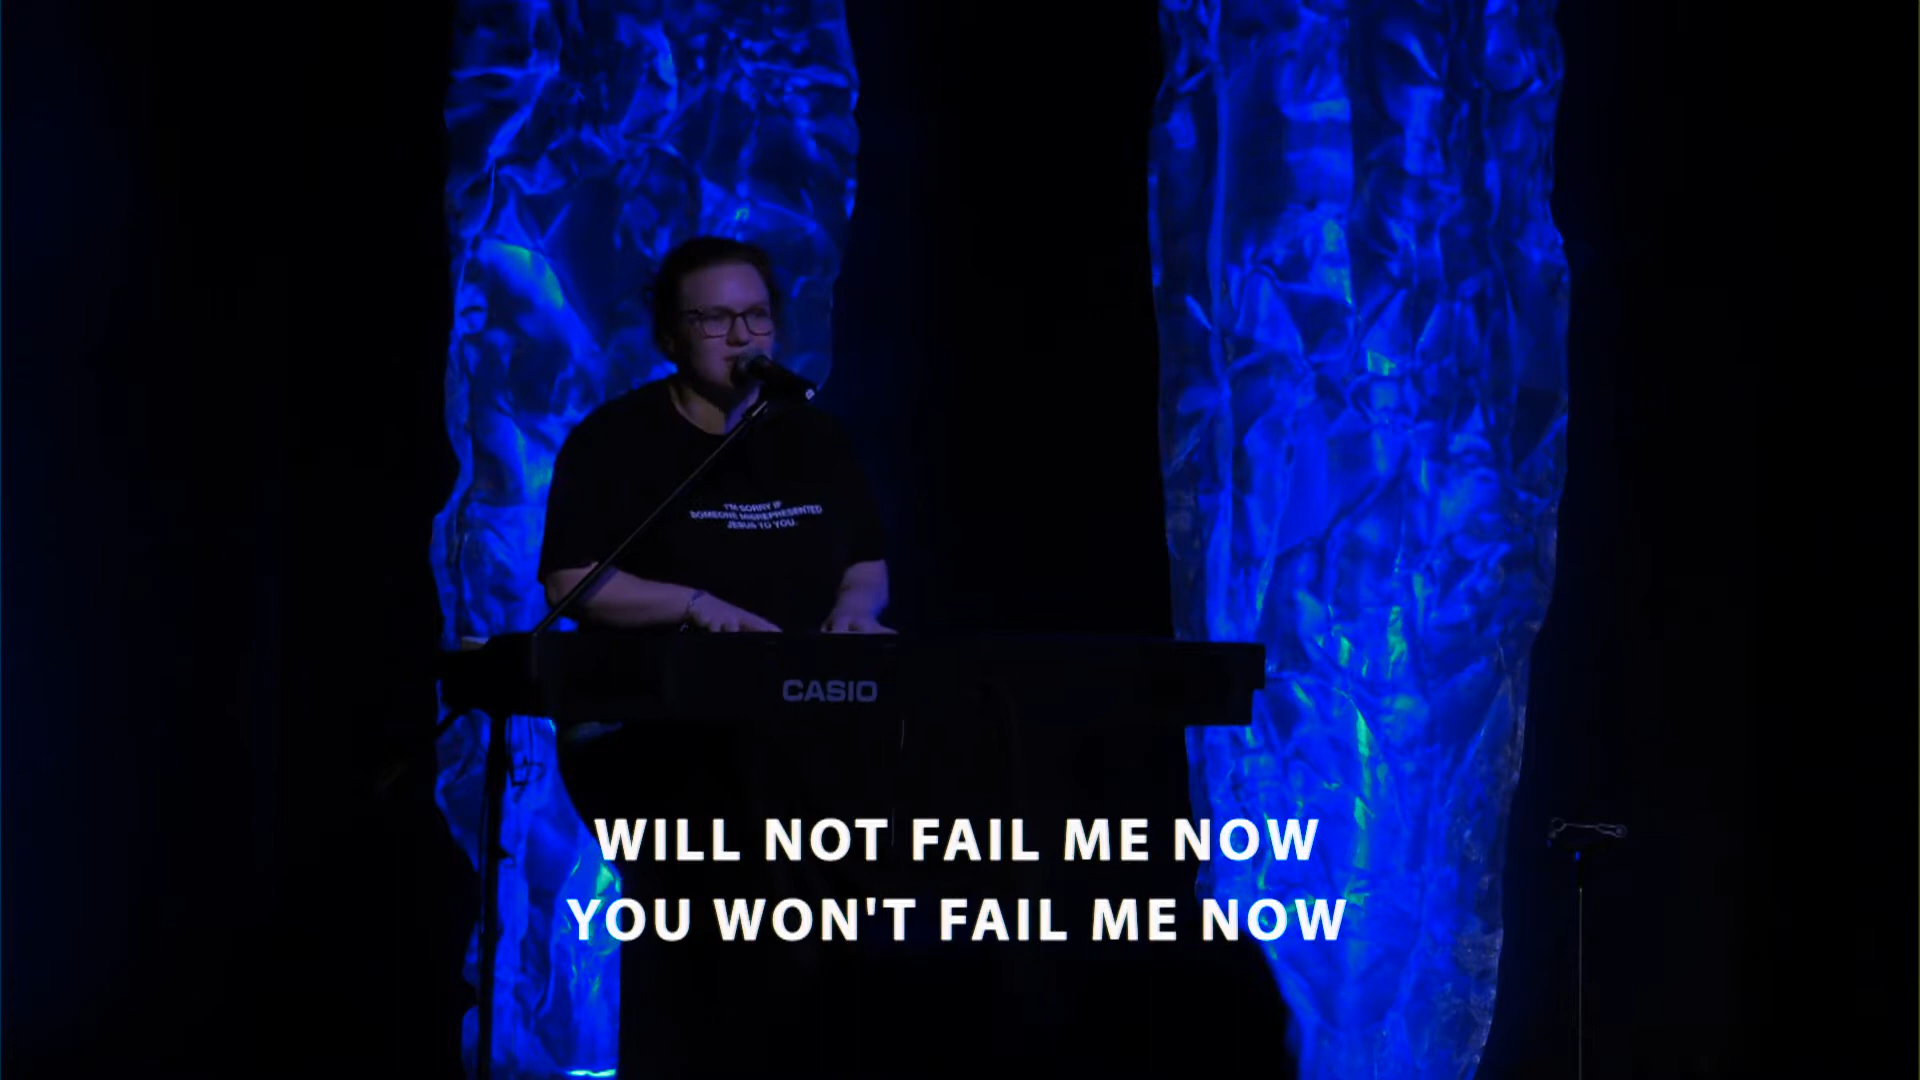 I'M SORRY IF
SOMEONE MISREPRESENTED
JESUS TO YOU.
CASIO
WILL NOT FAIL ME NOW
YOU WON'T FAIL ME NOW